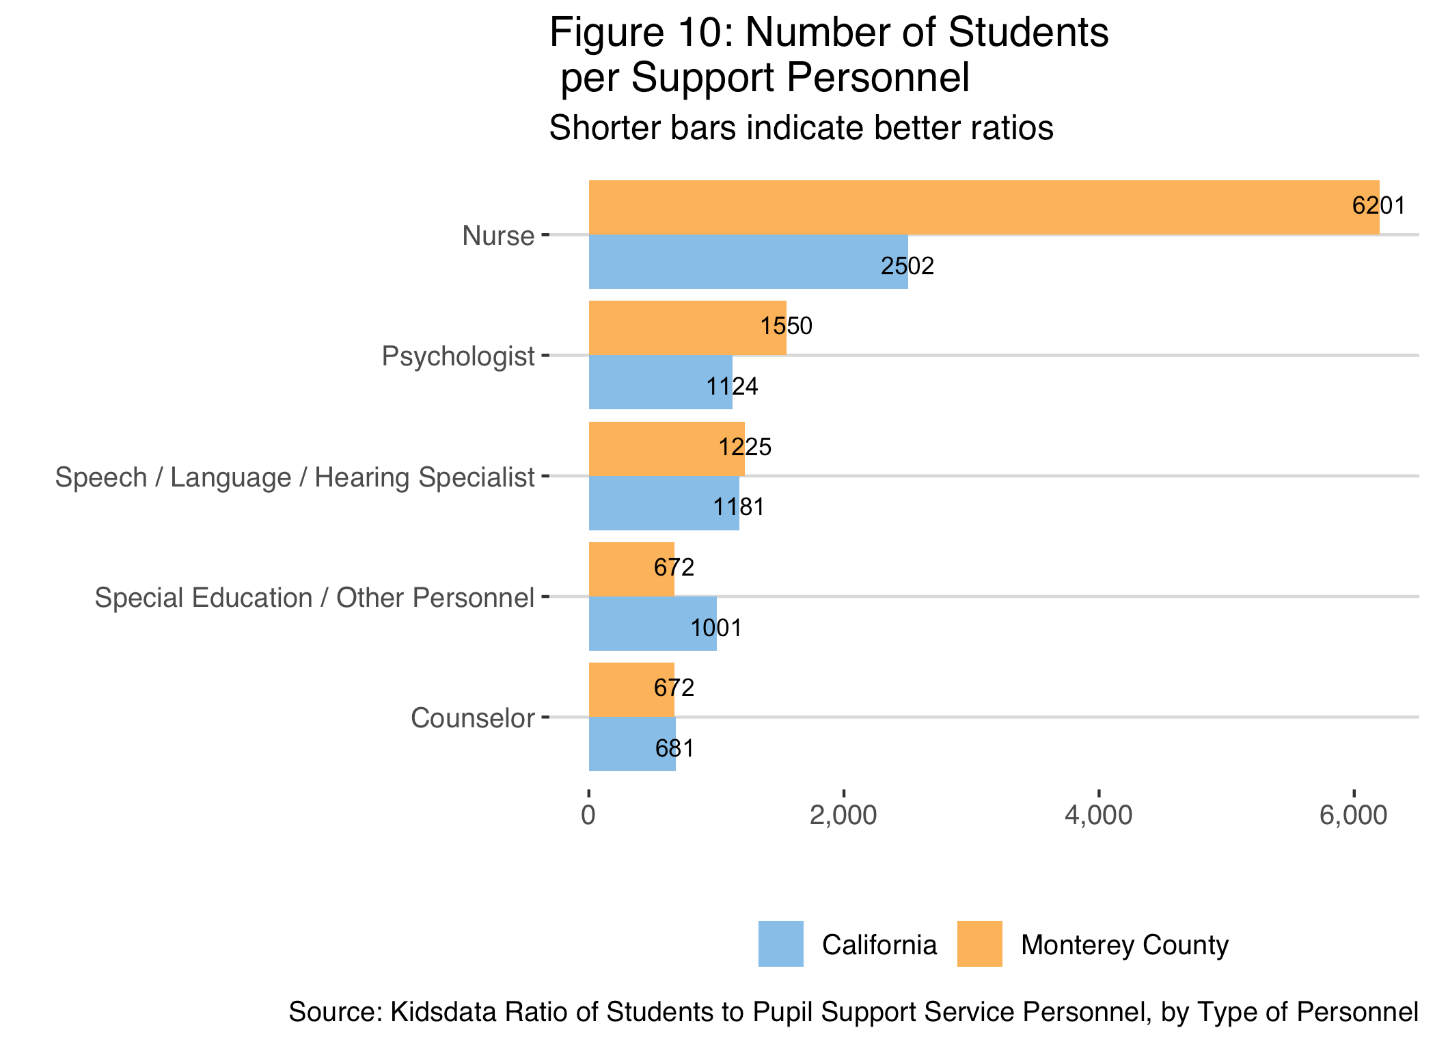 Figure 10: Number of Students
per Support Personnel
Shorter bars indicate better ratios
6201
Nurse
2502
1550
Psychologist
1124
1225
Speech / Language / Hearing Specialist
1181
672
Special Education / Other Personnel
1001
672
Counselor
681
0 2,000 4,000 6,000
California Monterey County
Source: Kidsdata Ratio of Students to Pupil Support Service Personnel, by Type of Personnel